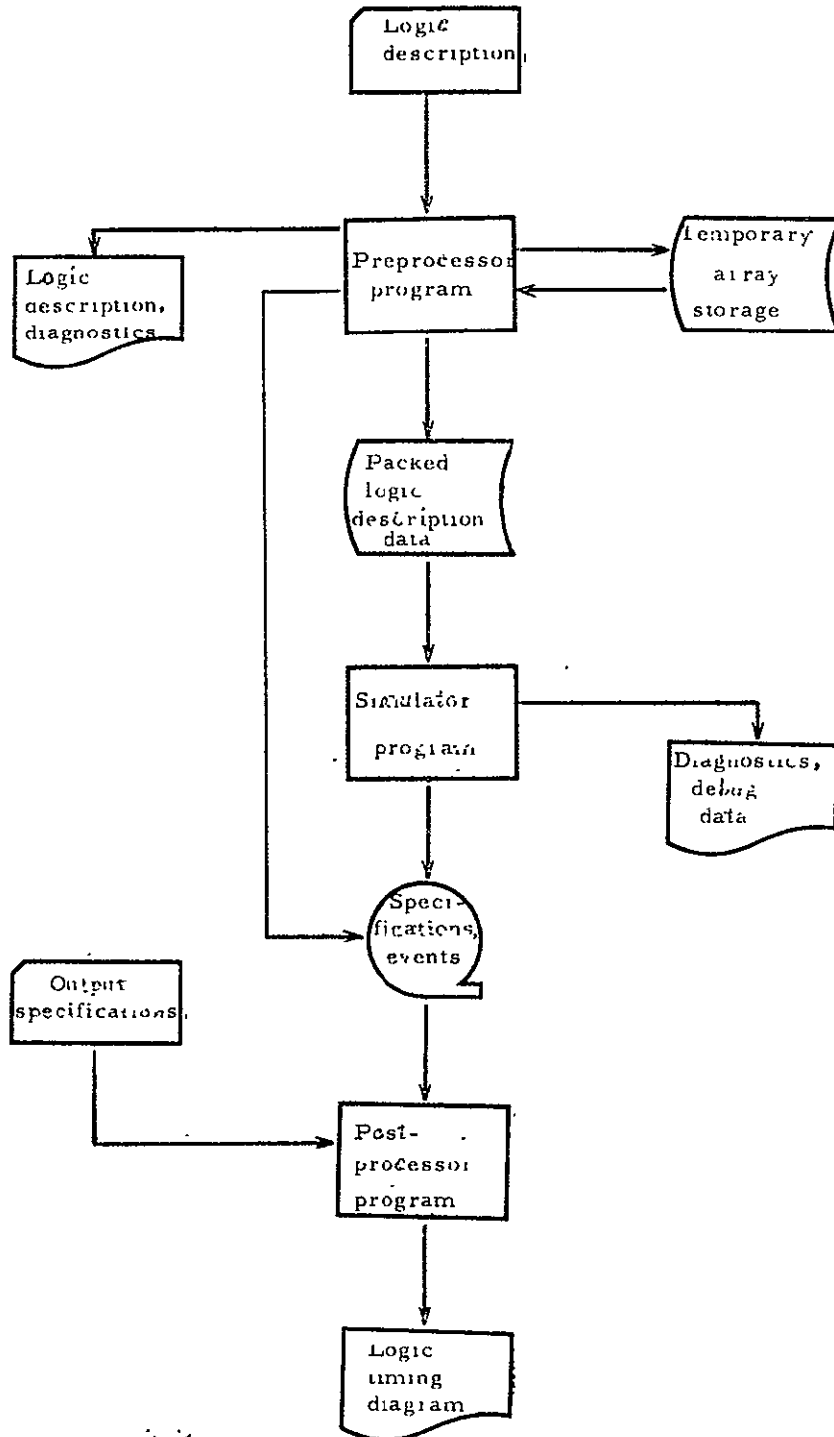 Logic
description,
Preprocessor
program
Temporary
array
storage
Logic
description,
diagnostics
Packed
logic
description
data
Simulator
program
Diagnostics,
debug
data
Speci-
fications,
events
Output
specifications,
Post-
processor
program
Logic
timing
diagram